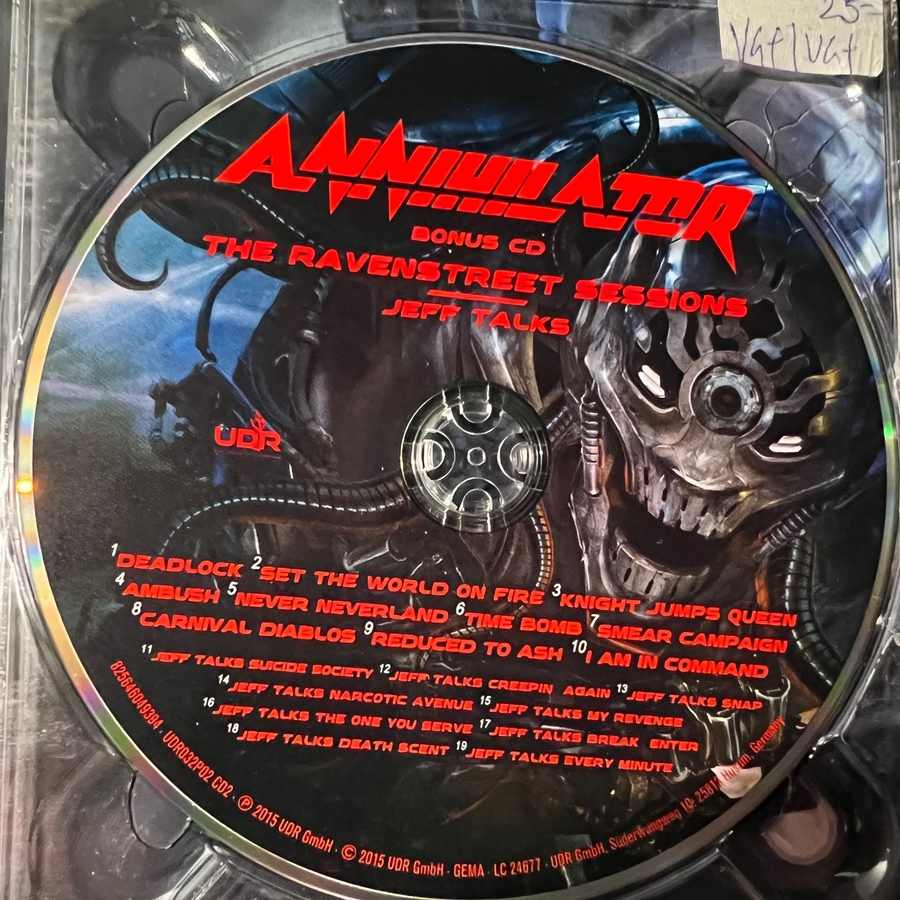 25-
VG+/VG+
ANNIHILATOR
BONUS CD
THE RAVENSTREET SESSIONS
JEFF TALKS
UDR
1 DEADLOCK 2 SET THE WORLD ON FIRE 3 KNIGHT JUMPS QUEEN
4 AMBUSH 5 NEVER NEVERLAND 6 TIME BOMB 7 SMEAR CAMPAIGN
8 CARNIVAL DIABLOS 9 REDUCED TO ASH 10 I AM IN COMMAND
11 JEFF TALKS SUICIDE SOCIETY 12 JEFF TALKS CREEPIN AGAIN 13 JEFF TALKS SNAP
14 JEFF TALKS NARCOTIC AVENUE 15 JEFF TALKS MY REVENGE
16 JEFF TALKS THE ONE YOU SERVE 17 JEFF TALKS BREAK ENTER
18 JEFF TALKS DEATH SCENT 19 JEFF TALKS EVERY MINUTE
825646049394 · UDR032P02 CD2 · ℗ 2015 UDR GmbH · © 2015 UDR GmbH · GEMA · LC 24677 · UDR GmbH, Süderwungweg Germany